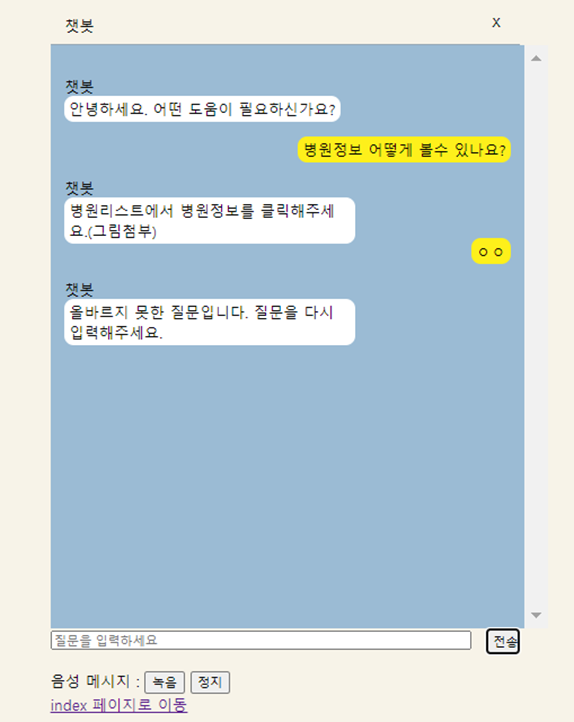 챗봇 x
챗봇
안녕하세요. 어떤 도움이 필요하신가요?
병원정보 어떻게 볼수 있나요?
챗봇
병원리스트에서 병원정보를 클릭해주세
요.(그림첨부)
ㅇㅇ
챗봇
올바르지 못한 질문입니다. 질문을 다시
입력해주세요.
질문을 입력하세요 전송
음성 메시지 : 녹음 정지
index 페이지로 이동